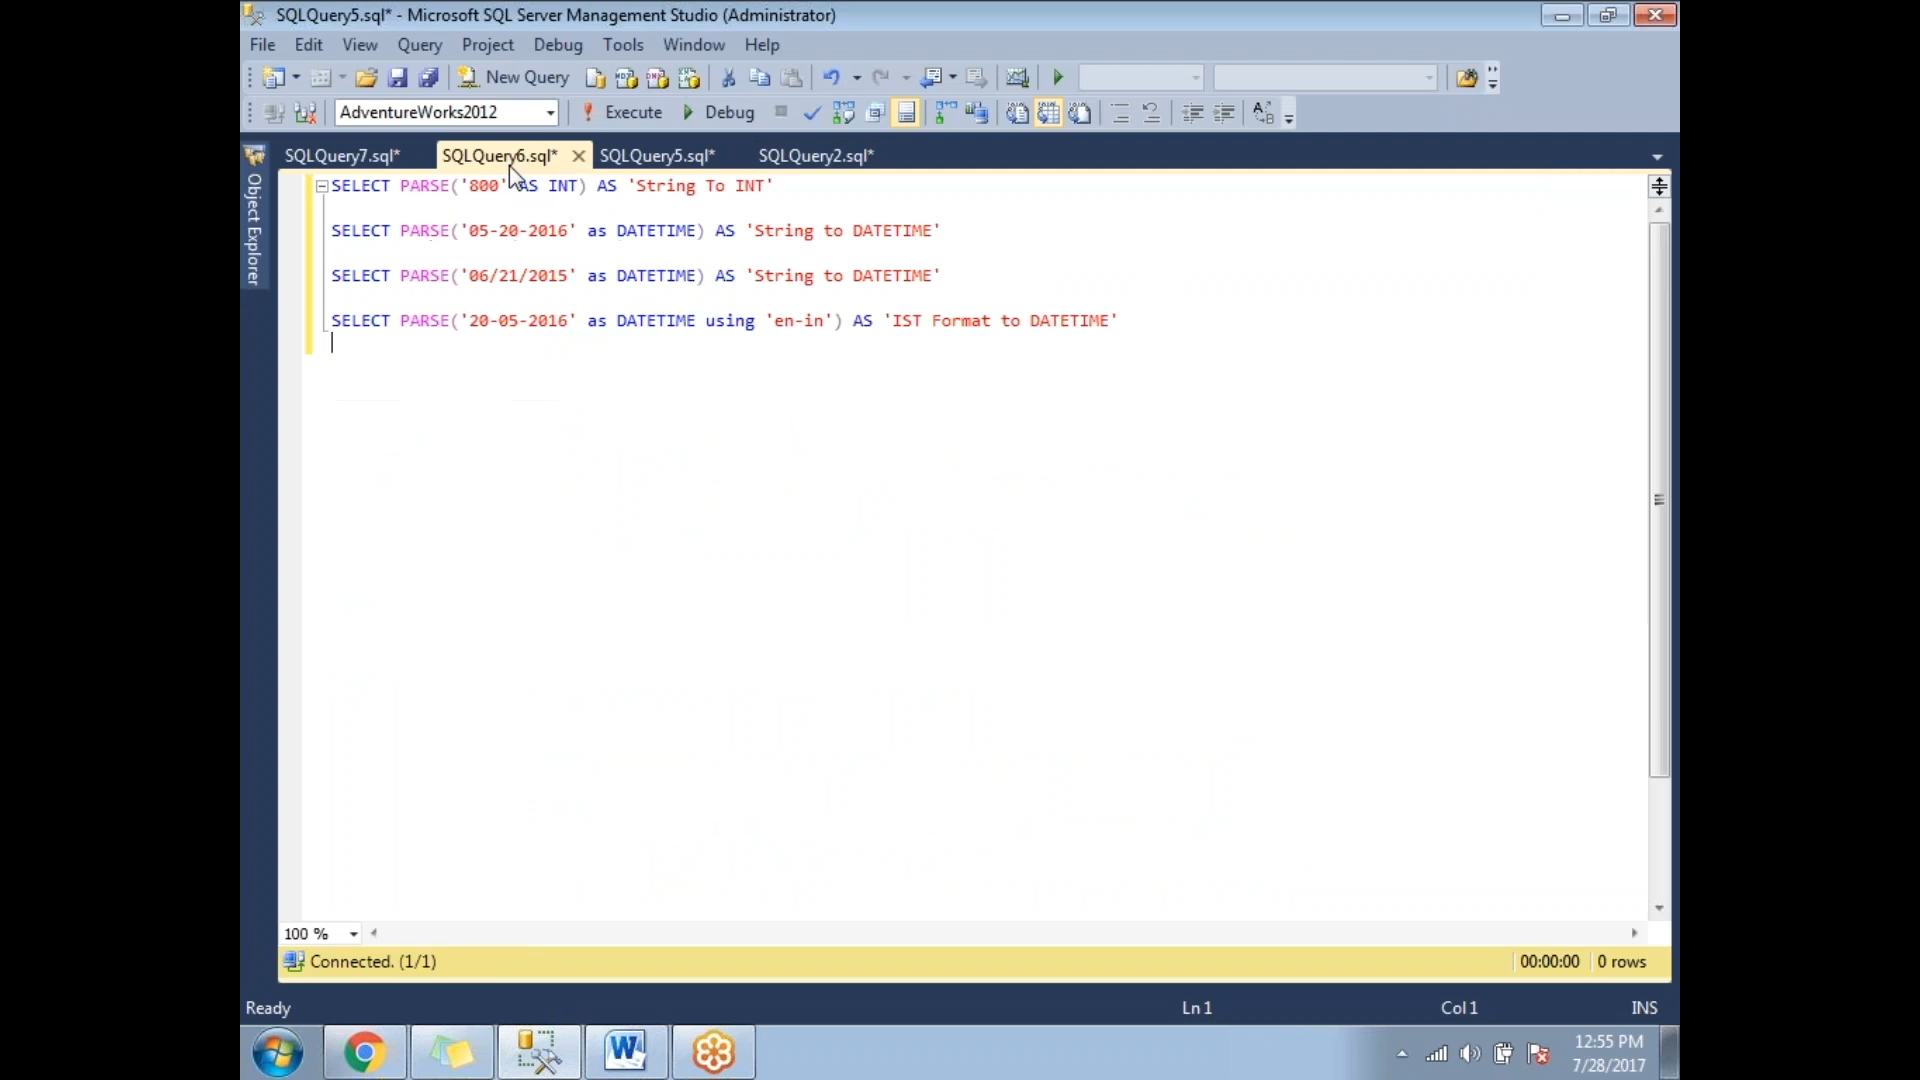 SQLQuery5.sql* - Microsoft SQL Server Management Studio (Administrator)
File Edit View Query Project Debug Tools Window Help
New Query
AdventureWorks2012 Execute Debug
SQLQuery7.sql* SQLQuery6.sql* SQLQuery5.sql* SQLQuery2.sql*
Object Explorer
SELECT PARSE('800' AS INT) AS 'String To INT'
SELECT PARSE('05-20-2016' as DATETIME) AS 'String to DATETIME'
SELECT PARSE('06/21/2015' as DATETIME) AS 'String to DATETIME'
SELECT PARSE('20-05-2016' as DATETIME using 'en-in') AS 'IST Format to DATETIME'
100 %
Connected. (1/1) 00:00:00 0 rows
Ready Ln 1 Col 1 INS
12:55 PM
7/28/2017